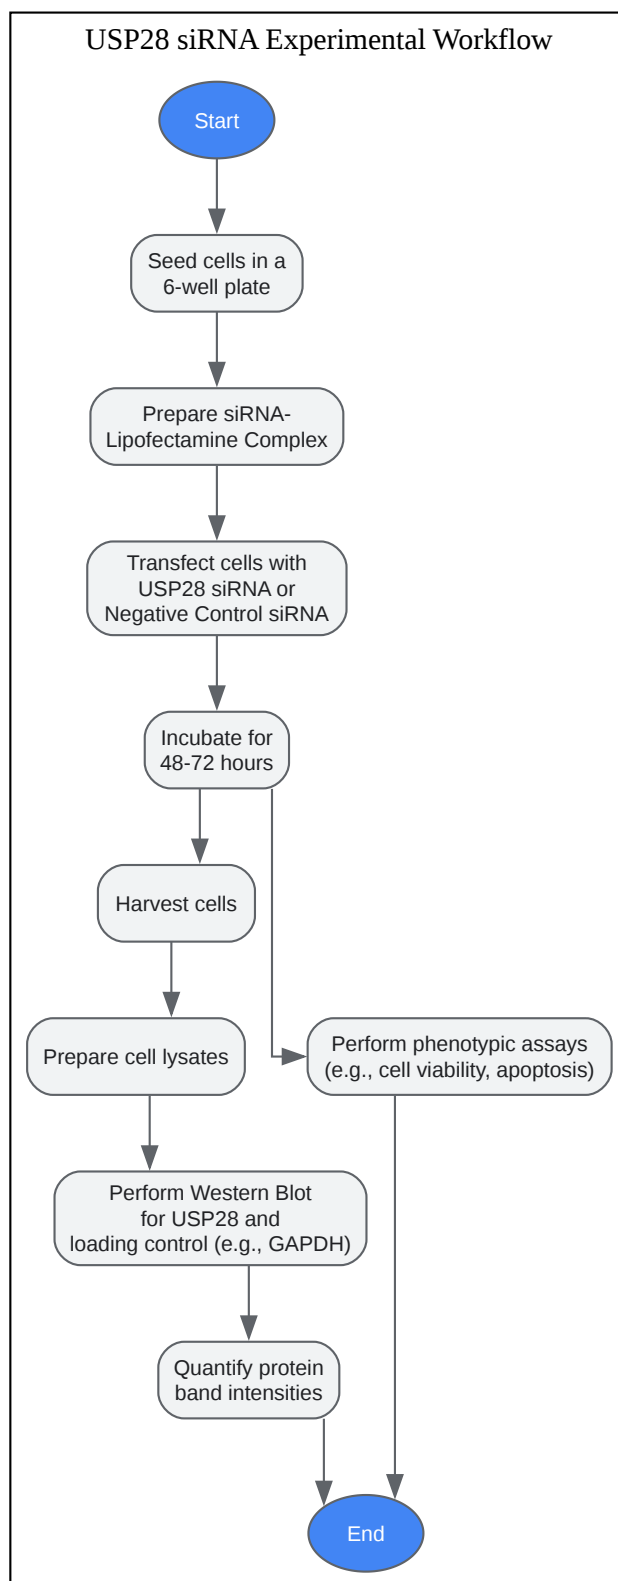 USP28 siRNA Experimental Workflow
Start
Seed cells in a
6-well plate
Prepare siRNA-
Lipofectamine Complex
Transfect cells with
USP28 siRNA or
Negative Control siRNA
Incubate for
48-72 hours
Harvest cells
Prepare cell lysates
Perform phenotypic assays
(e.g., cell viability, apoptosis)
Perform Western Blot
for USP28 and
loading control (e.g., GAPDH)
Quantify protein
band intensities
End